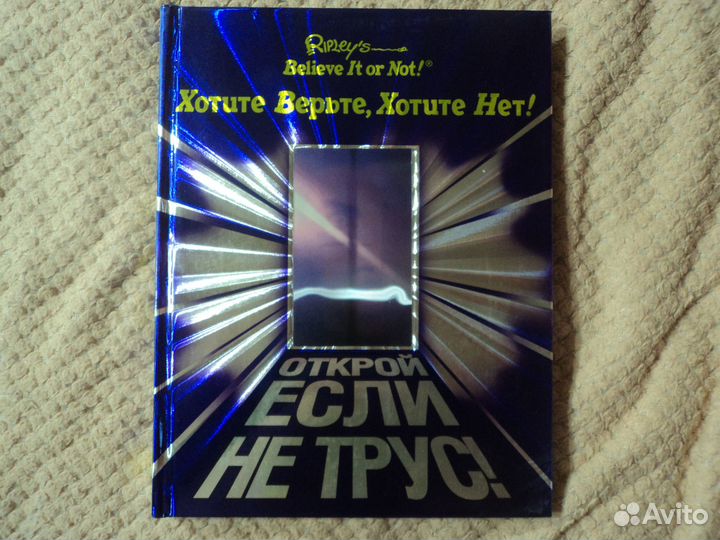 Ripley's
Believe It or Not!®
Хотите Верьте, Хотите Нет!
ОТКРОЙ
ЕСЛИ
НЕ ТРУС!
Avito